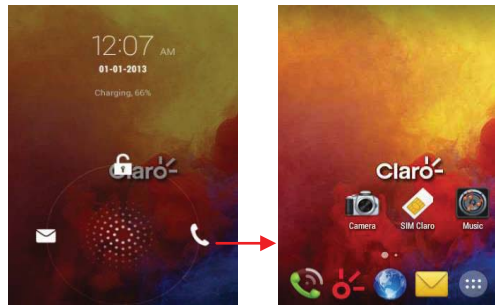 12:07 AM
01-01-2013
Charging, 66%
Claro
Claro
Camera SIM Claro Music